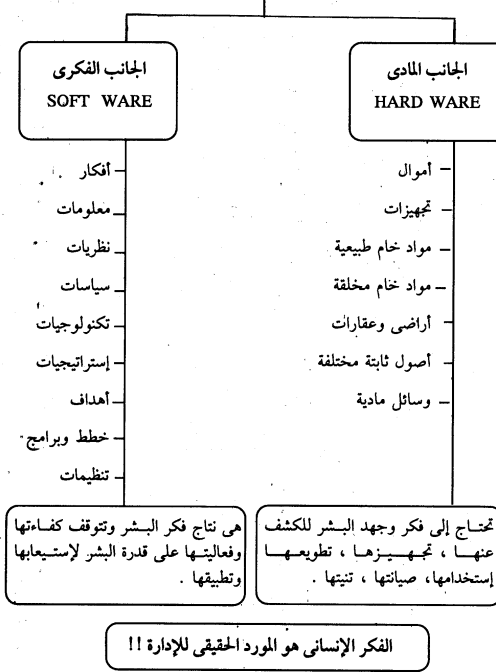 الجانب المادى
HARD WARE
– أموال
– تجهيزات
– مواد خام طبيعية
– مواد خام مخلقة
– أراضى وعقارات
– أصول ثابتة مختلفة
– وسائل مادية
تحتاج إلى فكر وجهد البشر للكشف
عنها ، تجهيزها ، تطويعها
إستخدامها، صيانتها ، تنيتها .
الجانب الفكرى
SOFT WARE
– أفكار
– معلومات
– نظريات
– سياسات
– تكنولوجيات
– إستراتيجيات
– أهداف
– خطط وبرامج
– تنظيمات
هى نتاج فكر البشر وتتوقف كفاءتها
وفعاليتها على قدرة البشر لإستيعابها
وتطبيقها .
الفكر الإنسانى هو المورد الحقيقى للإدارة !!